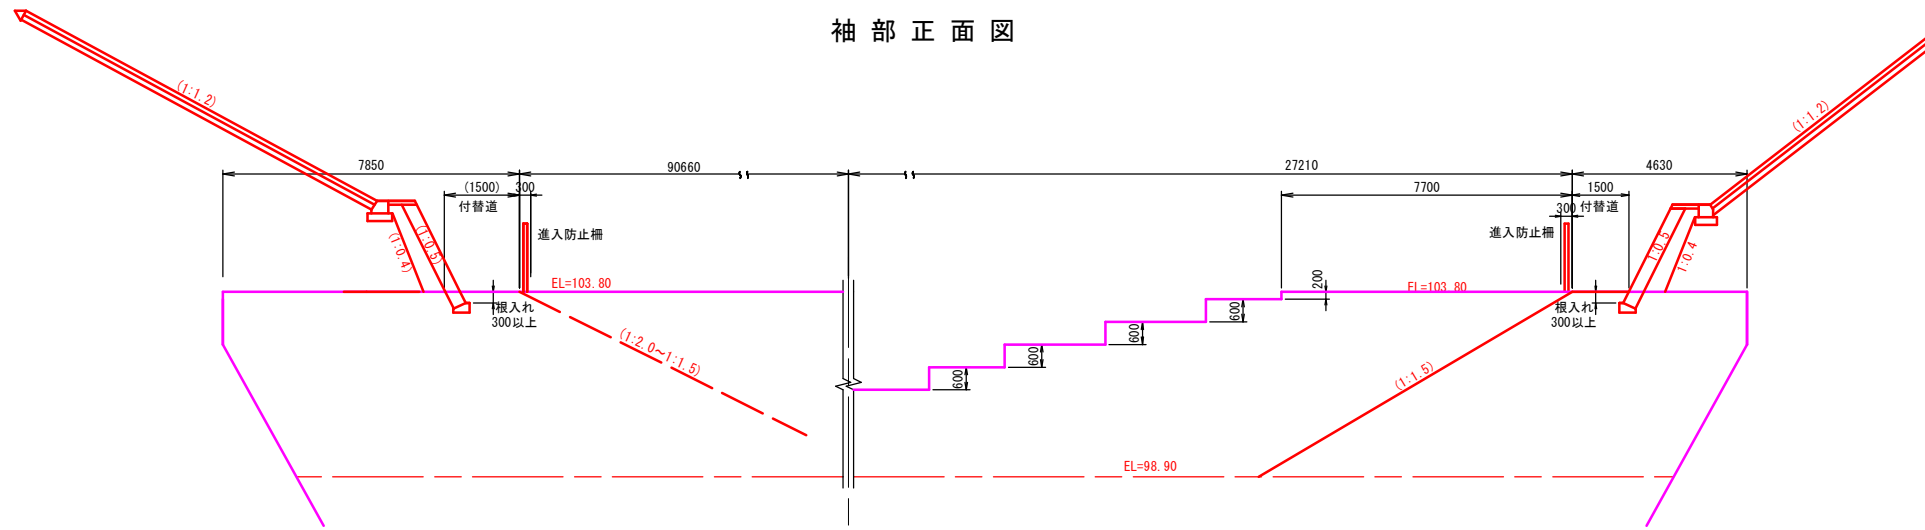 袖部正面図
(1:1.2)
(1:1.2)
7850
90660
27210
4630
(1500)
300
付替道
7700
1500
300
付替道
進入防止柵
進入防止柵
(1:0.4)
(1:0.5)
1:0.5
1:0.4
EL=103.80
200
EL=103.80
根入れ
300以上
600
根入れ
300以上
600
600
600
(1:2.0～1:1.5)
(1:1.5)
EL=98.90